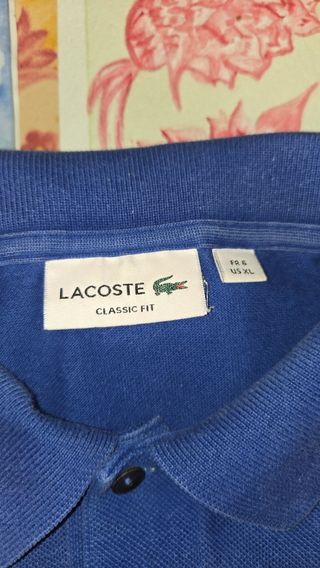 LACOSTE
CLASSIC FIT
FR 6
US XL